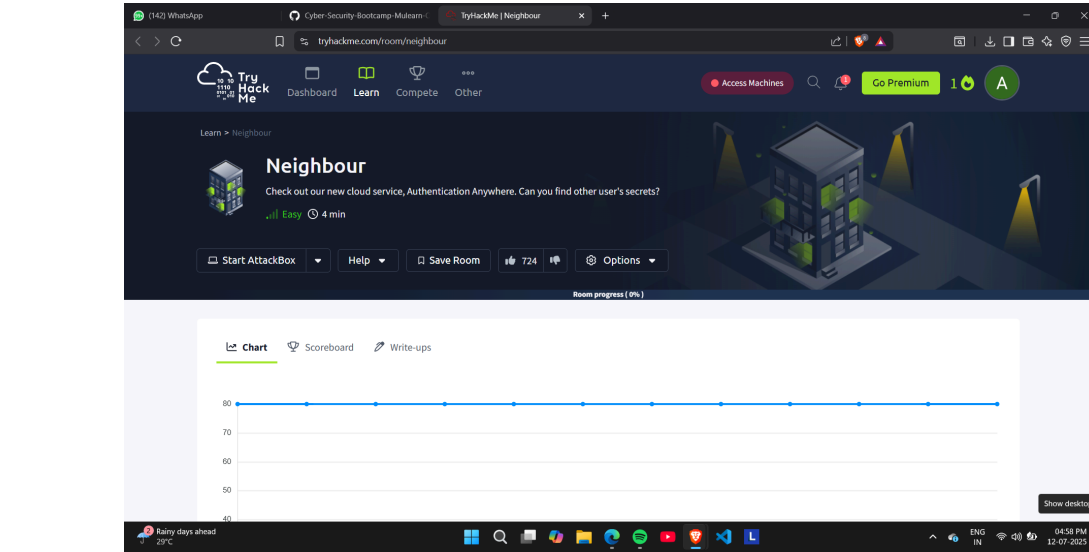 (142) WhatsApp
Cyber-Security-Bootcamp-Mulearn-
TryHackMe | Neighbour
tryhackme.com/room/neighbour
Try Hack Me
Dashboard
Learn
Compete
Other
Access Machines
Go Premium
1
A
Learn > Neighbour
Neighbour
Check out our new cloud service, Authentication Anywhere. Can you find other user's secrets?
Easy 4 min
Start AttackBox
Help
Save Room
724
Options
Room progress ( 0% )
Chart
Scoreboard
Write-ups
80
70
60
50
40
Show deskto
2
Rainy days ahead
29°C
L
ENG
IN
04:58 PM
12-07-2025